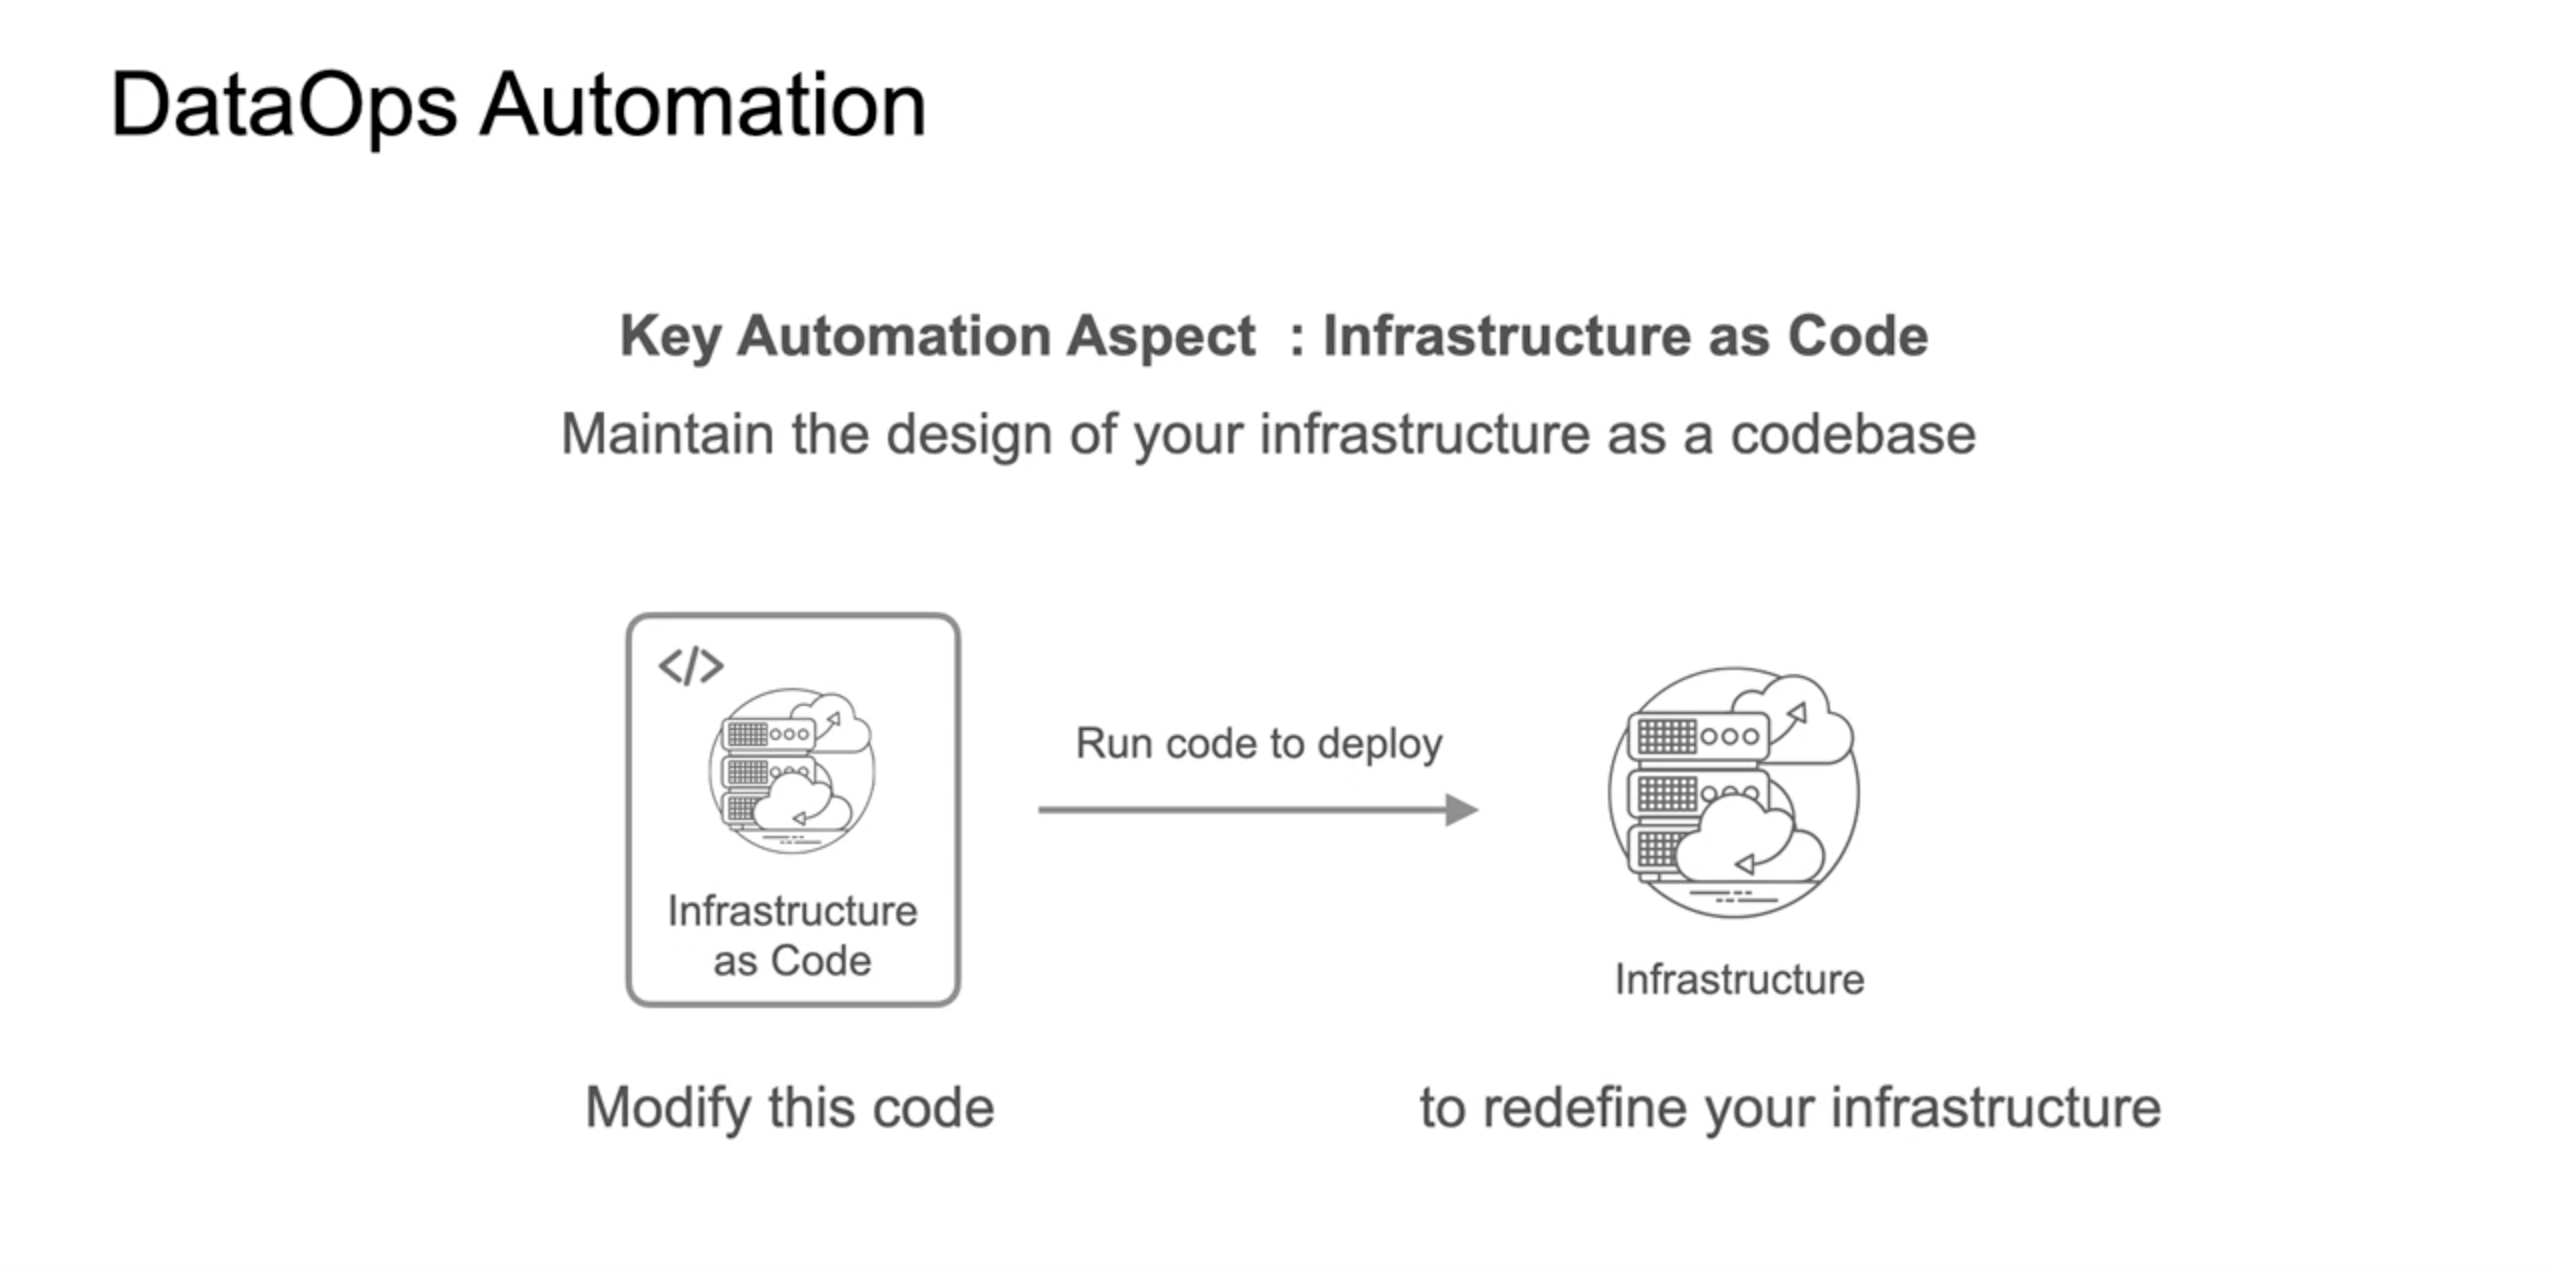 DataOps Automation
Key Automation Aspect : Infrastructure as Code
Maintain the design of your infrastructure as a codebase
</>
Infrastructure
as Code
Run code to deploy
Infrastructure
Modify this code
to redefine your infrastructure